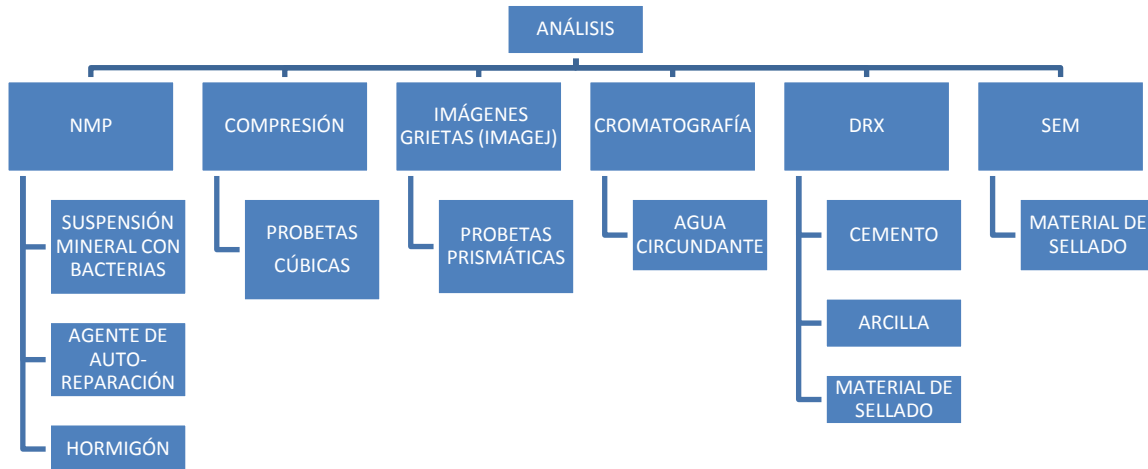 ANÁLISIS
NMP
SUSPENSIÓN
MINERAL CON
BACTERIAS
AGENTE DE
AUTO-
REPARACIÓN
HORMIGÓN
COMPRESIÓN
PROBETAS
CÚBICAS
IMÁGENES
GRIETAS (IMAGEJ)
PROBETAS
PRISMÁTICAS
CROMATOGRAFÍA
AGUA
CIRCUNDANTE
DRX
CEMENTO
ARCILLA
MATERIAL DE
SELLADO
SEM
MATERIAL DE
SELLADO